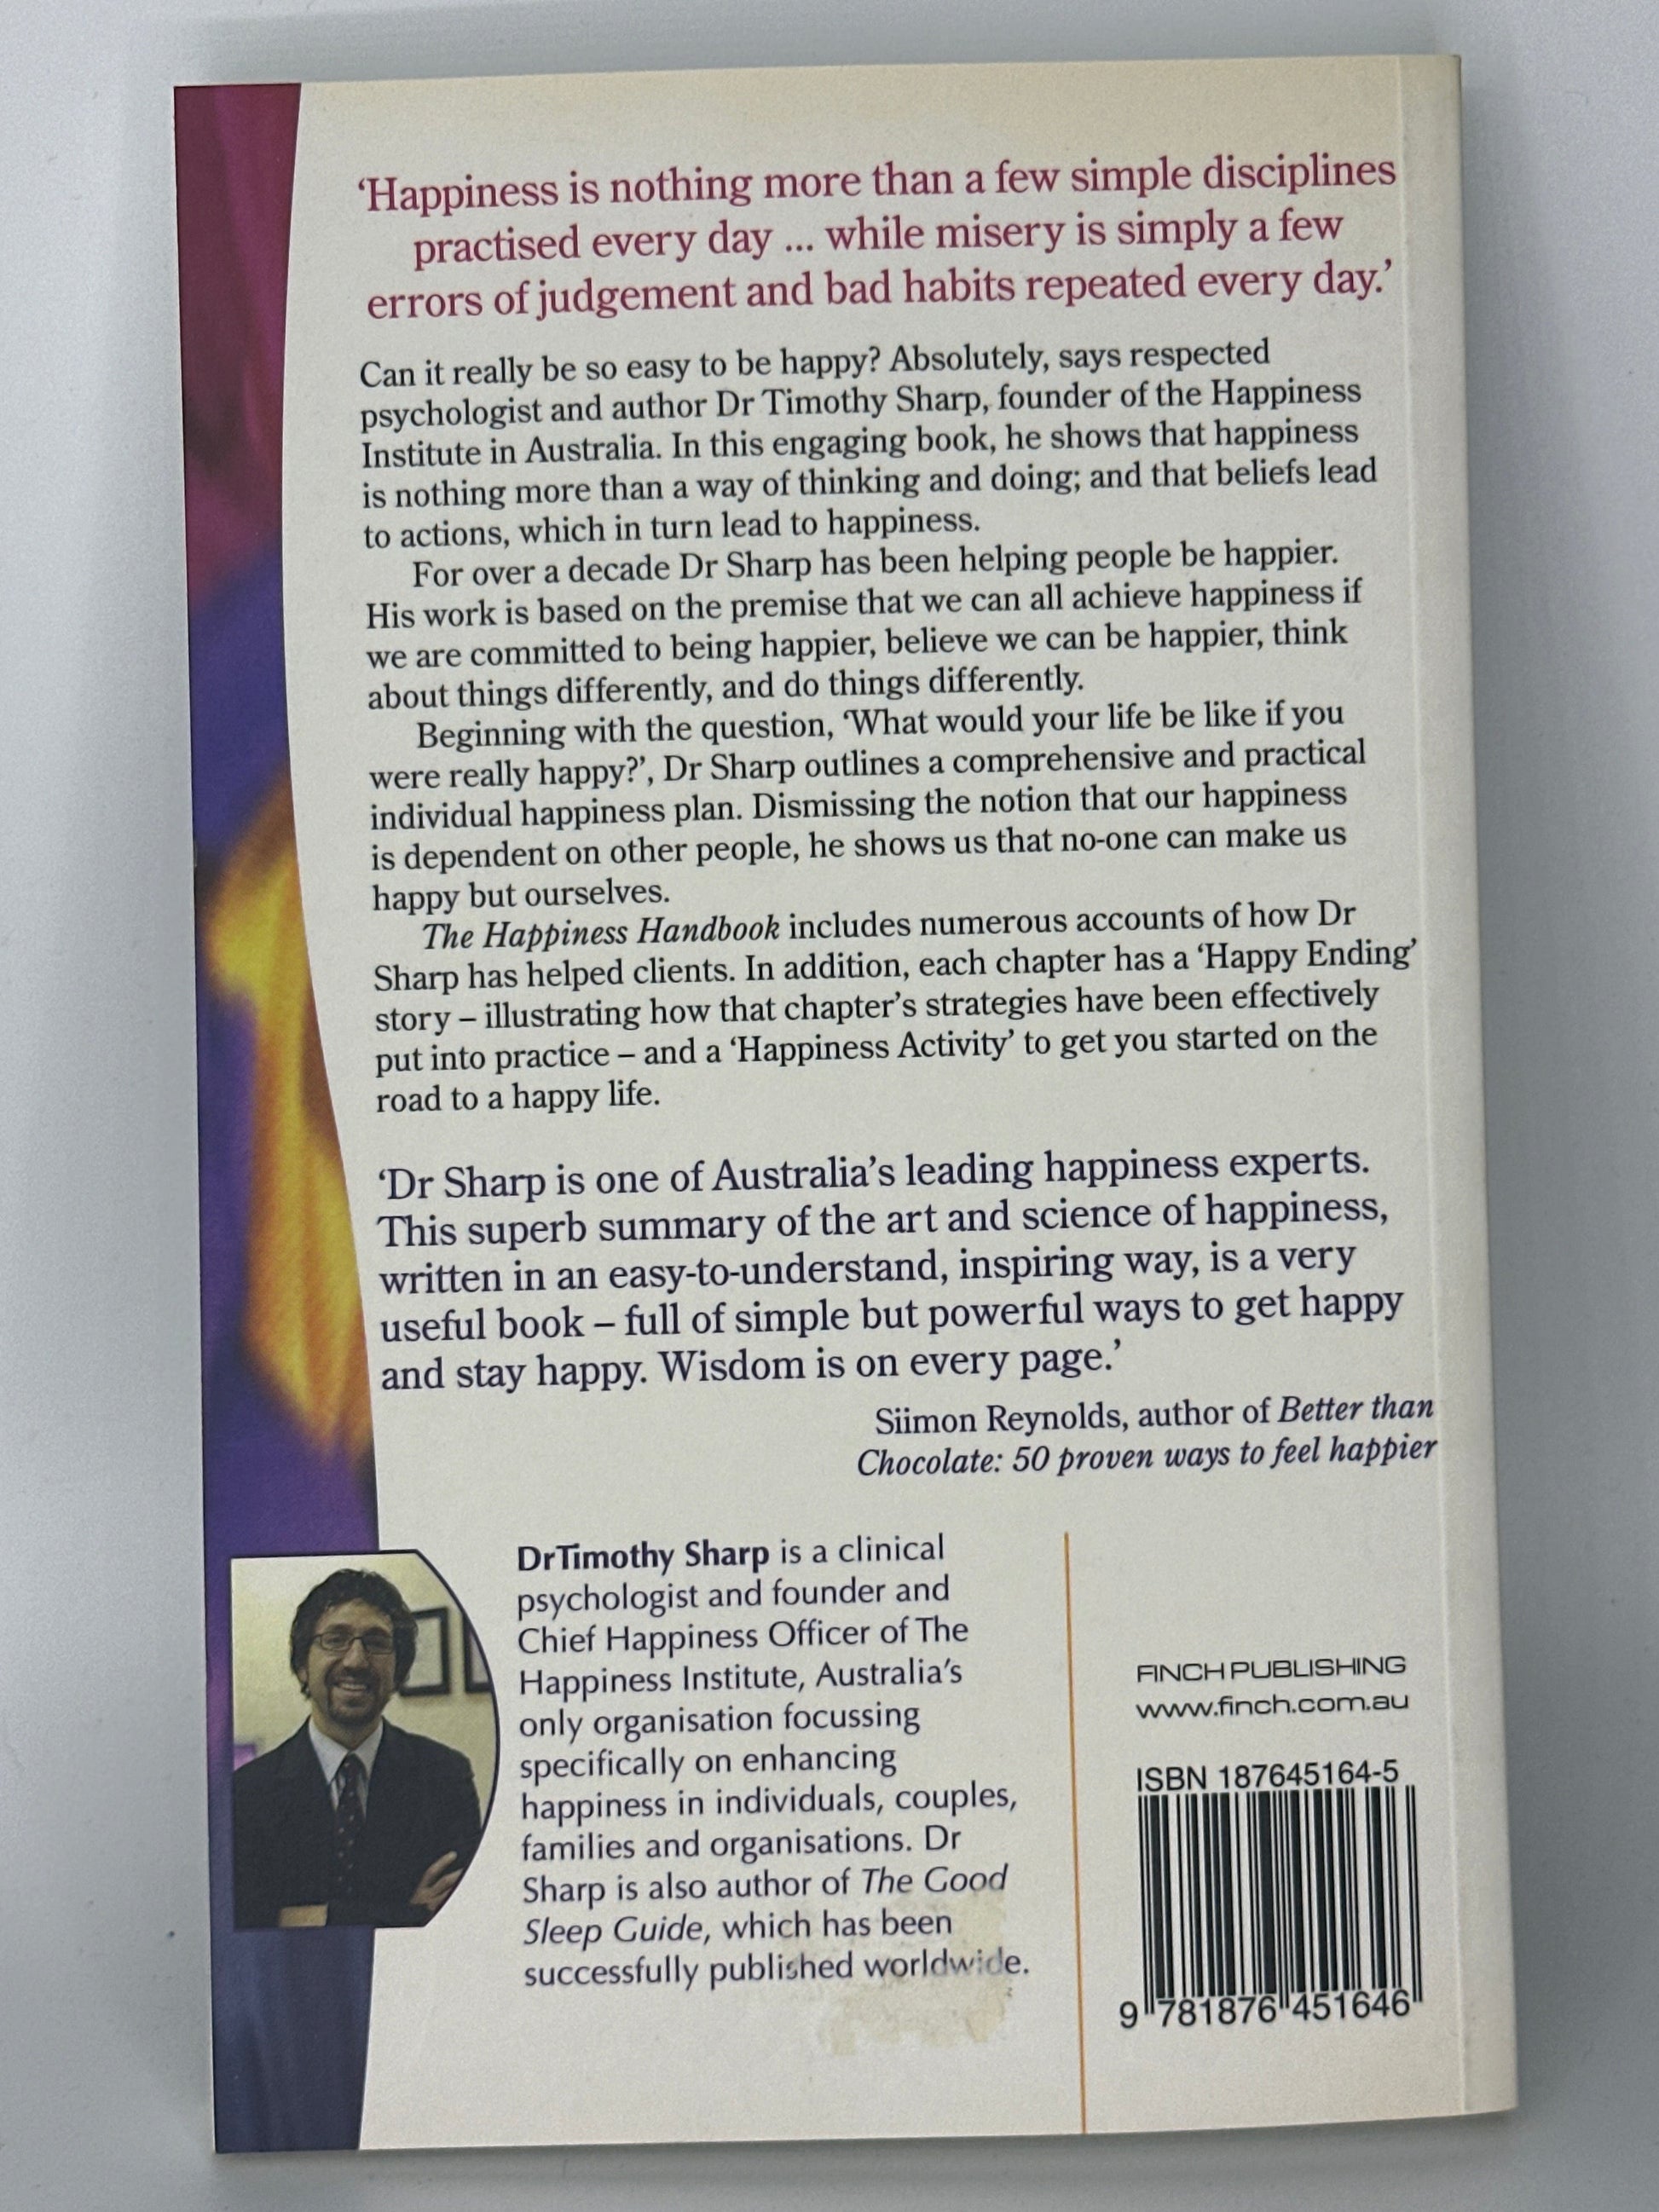 ‘Happiness is nothing more than a few simple disciplines
practised every day ... while misery is simply a few
errors of judgement and bad habits repeated every day.’
Can it really be so easy to be happy? Absolutely, says respected
psychologist and author Dr Timothy Sharp, founder of the Happiness
Institute in Australia. In this engaging book, he shows that happiness
is nothing more than a way of thinking and doing; and that beliefs lead
to actions, which in turn lead to happiness.
For over a decade Dr Sharp has been helping people be happier.
His work is based on the premise that we can all achieve happiness if
we are committed to being happier, believe we can be happier, think
about things differently, and do things differently.
Beginning with the question, ‘What would your life be like if you
were really happy?’, Dr Sharp outlines a comprehensive and practical
individual happiness plan. Dismissing the notion that our happiness
is dependent on other people, he shows us that no-one can make us
happy but ourselves.
The Happiness Handbook includes numerous accounts of how Dr
Sharp has helped clients. In addition, each chapter has a ‘Happy Ending’
story – illustrating how that chapter’s strategies have been effectively
put into practice – and a ‘Happiness Activity’ to get you started on the
road to a happy life.
‘Dr Sharp is one of Australia’s leading happiness experts.
This superb summary of the art and science of happiness,
written in an easy-to-understand, inspiring way, is a very
useful book – full of simple but powerful ways to get happy
and stay happy. Wisdom is on every page.’
Siimon Reynolds, author of Better than
Chocolate: 50 proven ways to feel happier
Dr Timothy Sharp is a clinical
psychologist and founder and
Chief Happiness Officer of The
Happiness Institute, Australia’s
only organisation focussing
specifically on enhancing
happiness in individuals, couples,
families and organisations. Dr
Sharp is also author of The Good
Sleep Guide, which has been
successfully published worldwide.
FINCH PUBLISHING
www.finch.com.au
ISBN 187645164-5
9 781876 451646